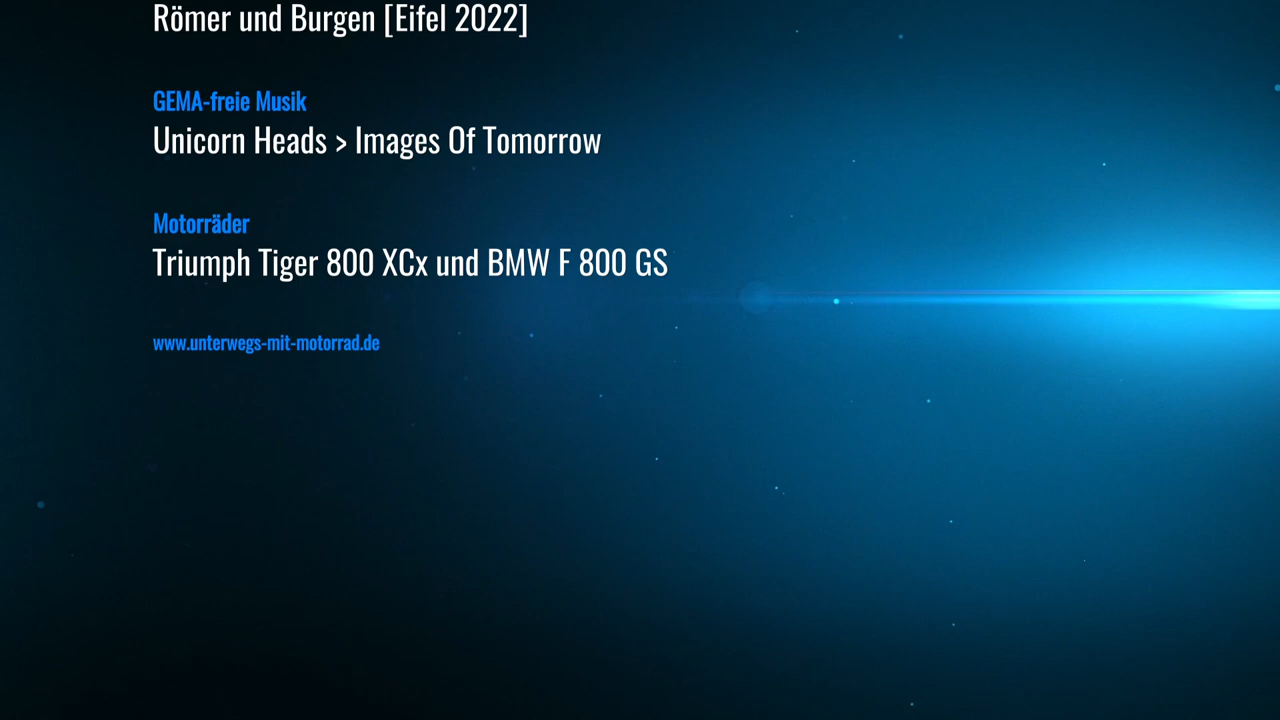 Römer und Burgen [Eifel 2022]
GEMA-freie Musik
Unicorn Heads > Images Of Tomorrow
Motorräder
Triumph Tiger 800 XCx und BMW F 800 GS
www.unterwegs-mit-motorrad.de